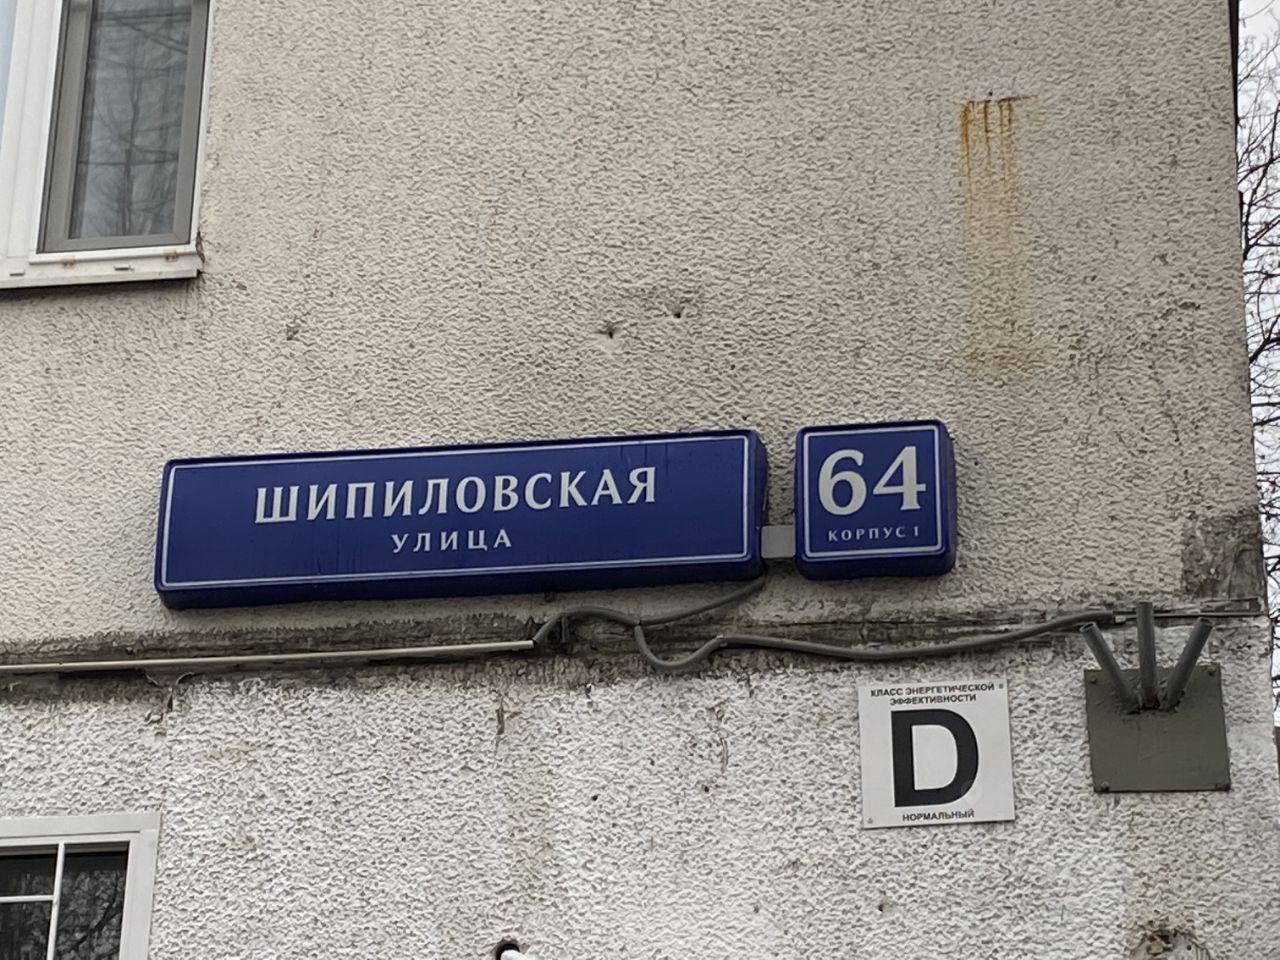 ШИПИЛОВСКАЯ
УЛИЦА
64
КОРПУС 1
КЛАСС ЭНЕРГЕТИЧЕСКОЙ
ЭФФЕКТИВНОСТИ
D
НОРМАЛЬНЫЙ